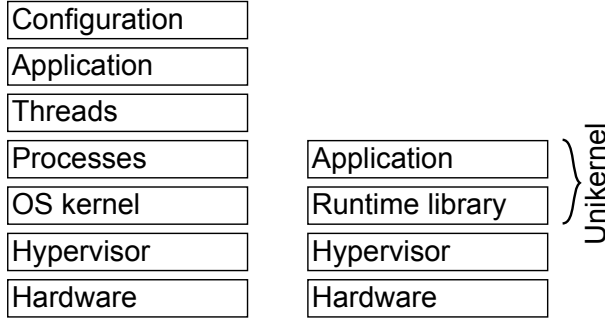 Configuration
Application
Threads
Processes
OS kernel
Hypervisor
Hardware
Application
Runtime library
Hypervisor
Hardware
Unikernel